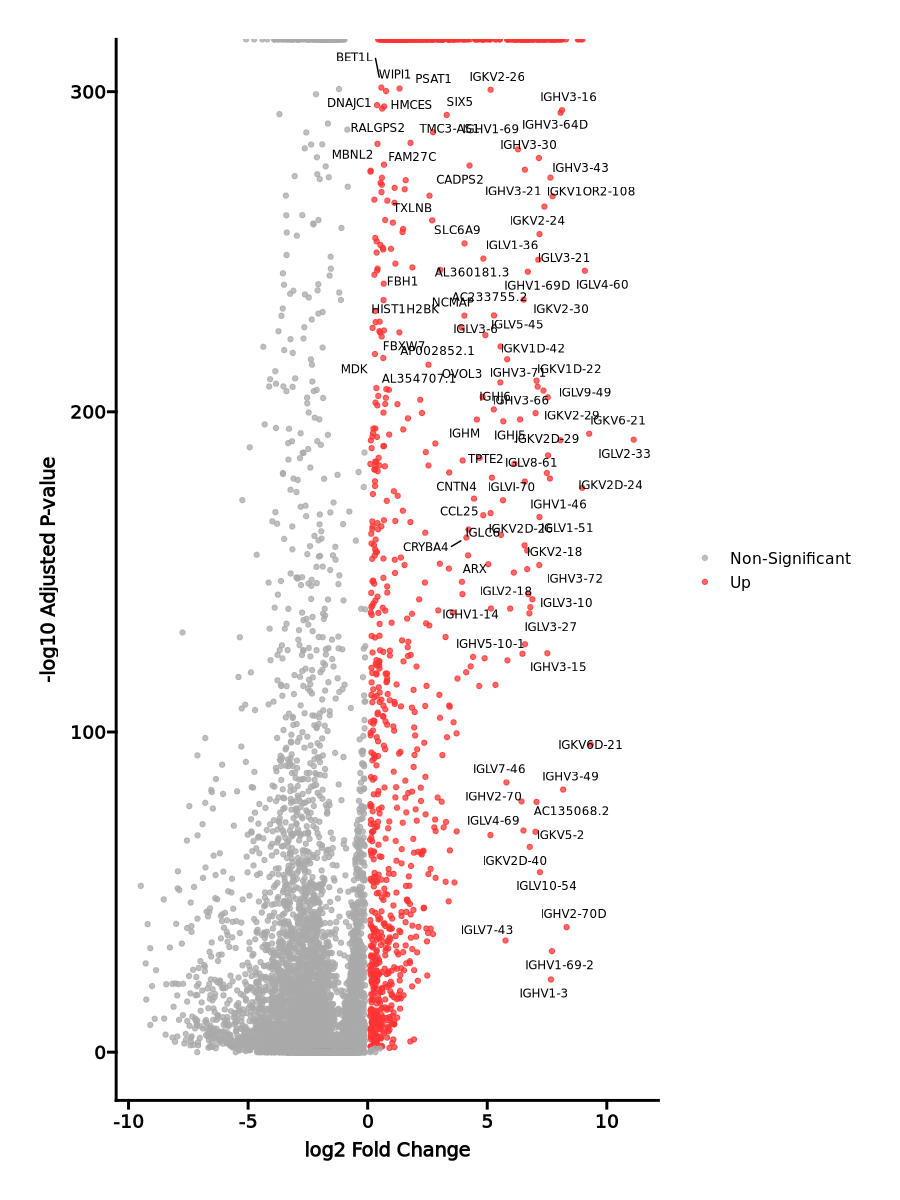 BET1L
WIPI1
PSAT1
IGKV2-26
DNAJC1
HMCES
SIX5
IGHV3-16
RALGPS2
TMC3-AS1
IGHV1-69
IGHV3-64D
MBNL2
FAM27C
IGHV3-30
IGHV3-43
CADPS2
IGHV3-21
IGKV1OR2-108
TXLNB
SLC6A9
IGKV2-24
IGLV1-36
IGLV3-21
AL360181.3
FBH1
IGHV1-69D
IGLV4-60
HIST1H2BK
NCMAP
AC233755.2
IGKV2-30
IGLV3-6
IGLV5-45
FBXW7
AP002852.1
IGKV1D-42
MDK
AL354707.1
OVOL3
IGHV3-71
IGKV1D-22
IGHJ6
IGHV3-66
IGLV9-49
IGKV2-29
IGKV6-21
IGHM
IGHJ5
IGKV2D-29
IGLV2-33
TPTE2
IGLV8-61
CNTN4
IGLVI-70
IGKV2D-24
CCL25
IGHV1-46
IGLC6
IGKV2D-26
IGLV1-51
CRYBA4
IGKV2-18
ARX
IGHV3-72
IGLV2-18
IGLV3-10
IGHV1-14
IGLV3-27
IGHV5-10-1
IGHV3-15
IGKV6D-21
IGLV7-46
IGHV3-49
IGHV2-70
AC135068.2
IGLV4-69
IGKV5-2
IGKV2D-40
IGLV10-54
IGHV2-70D
IGLV7-43
IGHV1-69-2
IGHV1-3
300
200
100
0
-log10 Adjusted P-value
-10
-5
0
5
10
log2 Fold Change
Non-Significant
Up